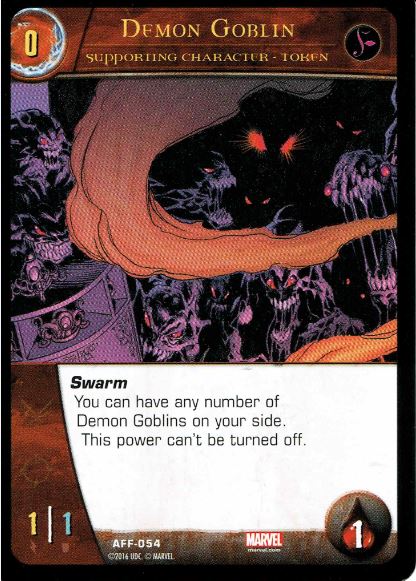 0
DEMON GOBLIN
SUPPORTING CHARACTER - TOKEN
Swarm
You can have any number of
Demon Goblins on your side.
This power can't be turned off.
1 | 1
AFF-054
©2016 UDC. © MARVEL
MARVEL
marvel.com
1